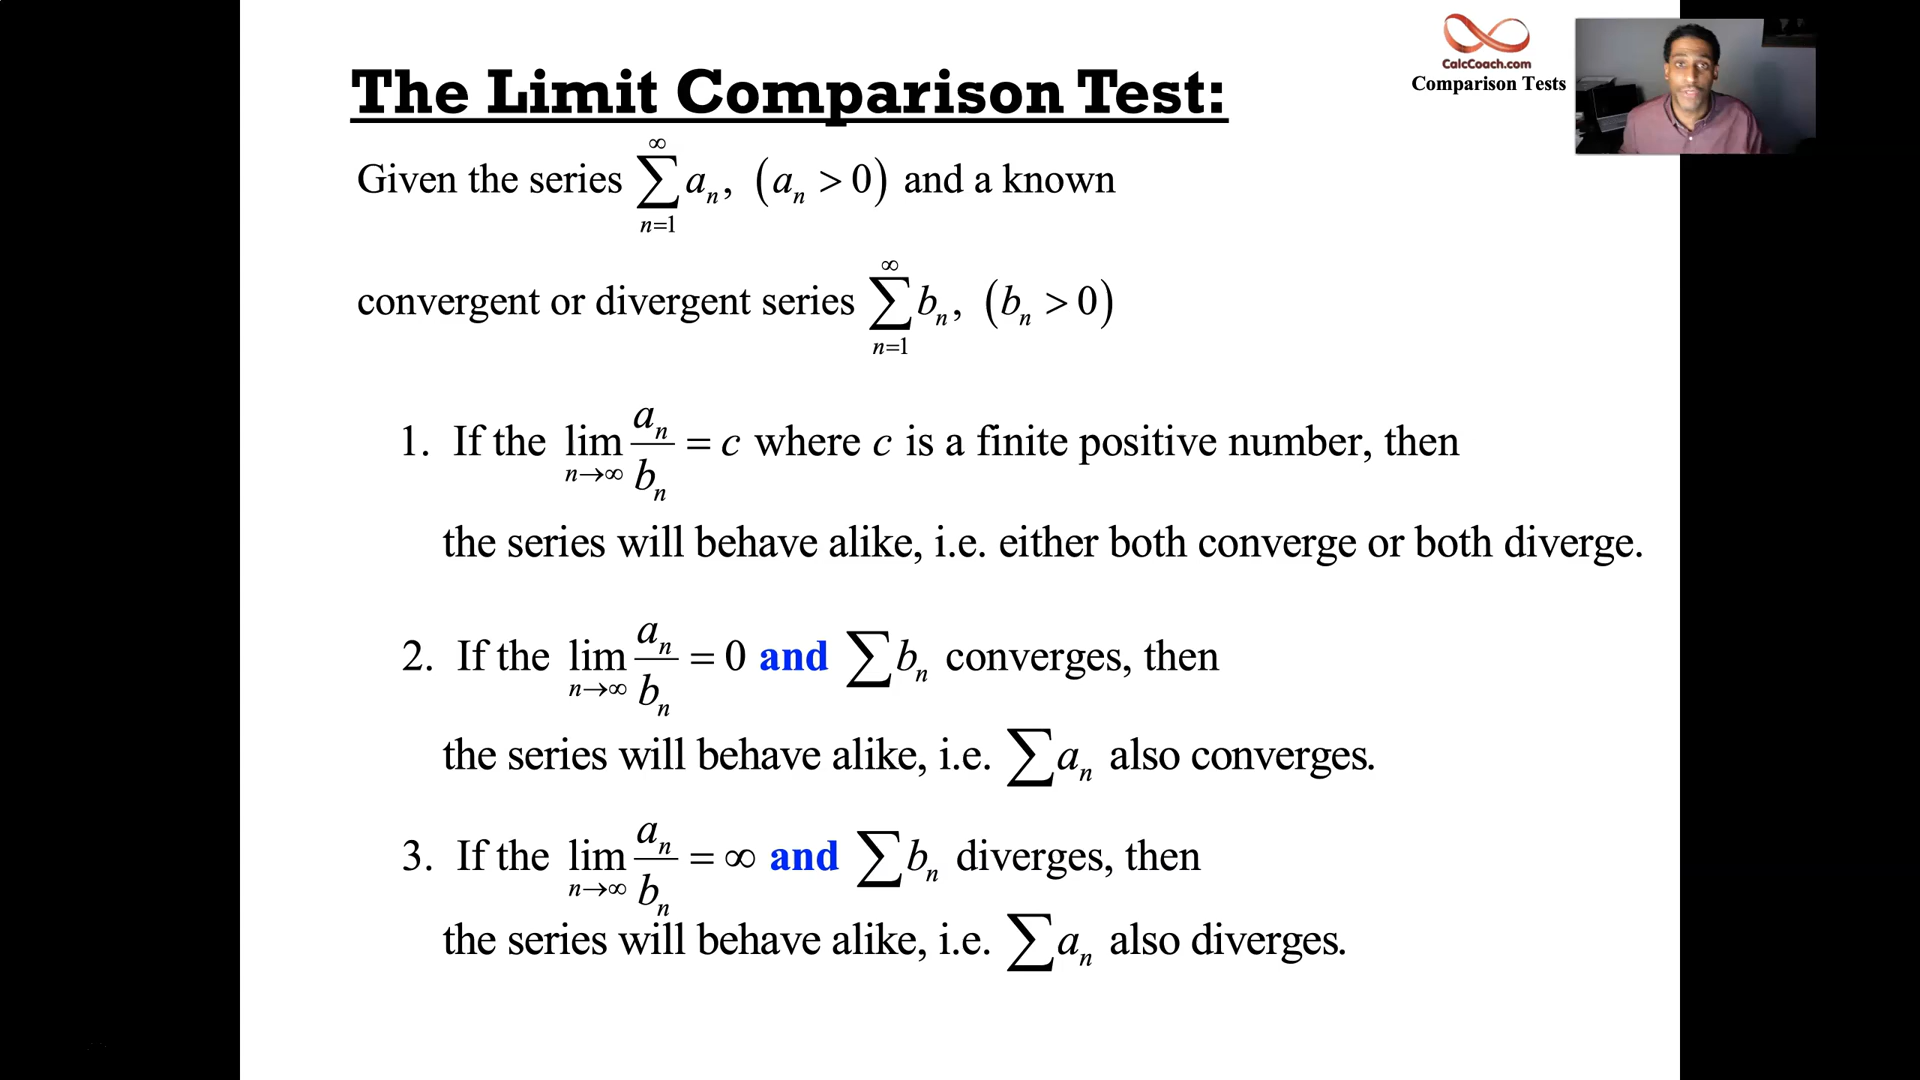 CalcCoach.com
Comparison Tests
The Limit Comparison Test:
Given the series ∑_{n=1}^{∞} a_n, (a_n > 0) and a known
convergent or divergent series ∑_{n=1}^{∞} b_n, (b_n > 0)
1. If the lim_{n→∞} a_n/b_n = c where c is a finite positive number, then
the series will behave alike, i.e. either both converge or both diverge.
2. If the lim_{n→∞} a_n/b_n = 0 and ∑ b_n converges, then
the series will behave alike, i.e. ∑ a_n also converges.
3. If the lim_{n→∞} a_n/b_n = ∞ and ∑ b_n diverges, then
the series will behave alike, i.e. ∑ a_n also diverges.